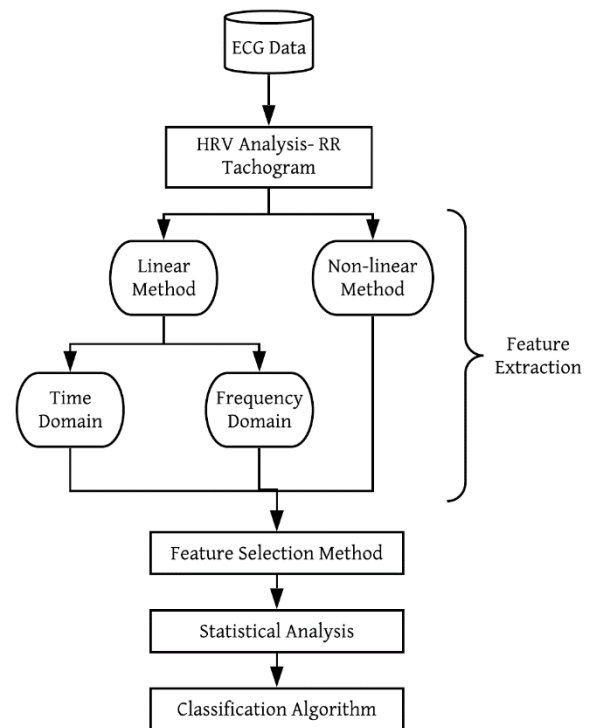 ECG Data
HRV Analysis- RR
Tachogram
Linear
Method
Non-linear
Method
Feature
Extraction
Time
Domain
Frequency
Domain
Feature Selection Method
Statistical Analysis
Classification Algorithm